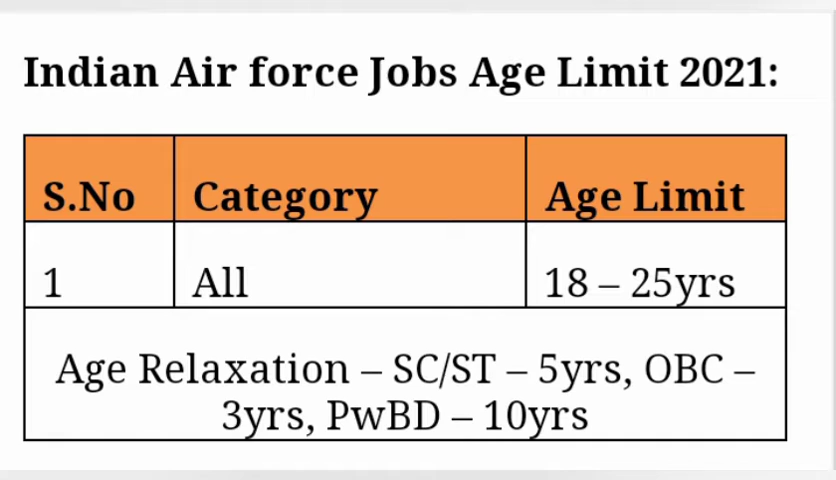 Indian Air force Jobs Age Limit 2021:
S.No Category Age Limit
1 All 18 – 25yrs
Age Relaxation – SC/ST – 5yrs, OBC –
3yrs, PwBD – 10yrs